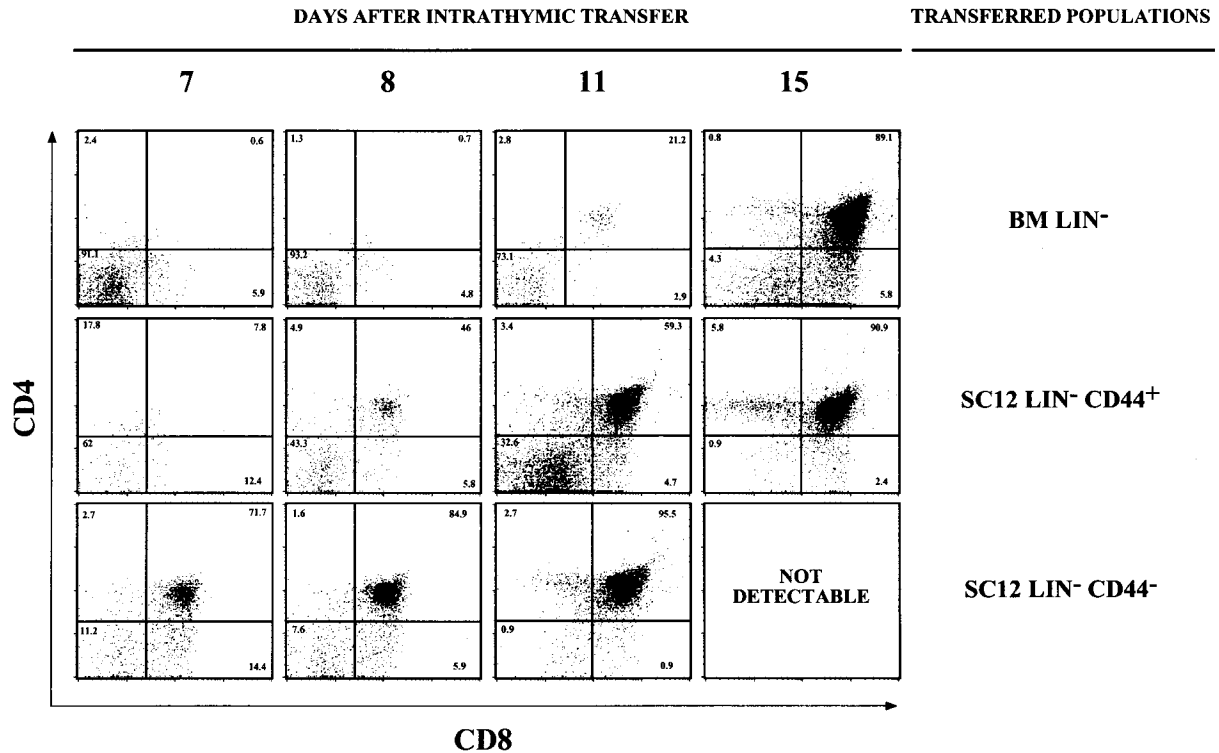 DAYS AFTER INTRATHYMIC TRANSFER TRANSFERRED POPULATIONS
7 8 11 15
2.4 0.6 1.3 0.7 2.8 21.2 0.8 89.1
BM LIN-
91.1 93.2 73.1 4.3
5.9 4.8 2.9 5.8
17.8 7.8 4.9 46 3.4 59.3 5.8 90.9
SC12 LIN- CD44+
62 43.3 32.6 0.9
12.4 5.8 4.7 2.4
2.7 71.7 1.6 84.9 2.7 95.5
NOT
DETECTABLE
SC12 LIN- CD44-
11.2 7.6 0.9
14.4 5.9 0.9
CD4
CD8